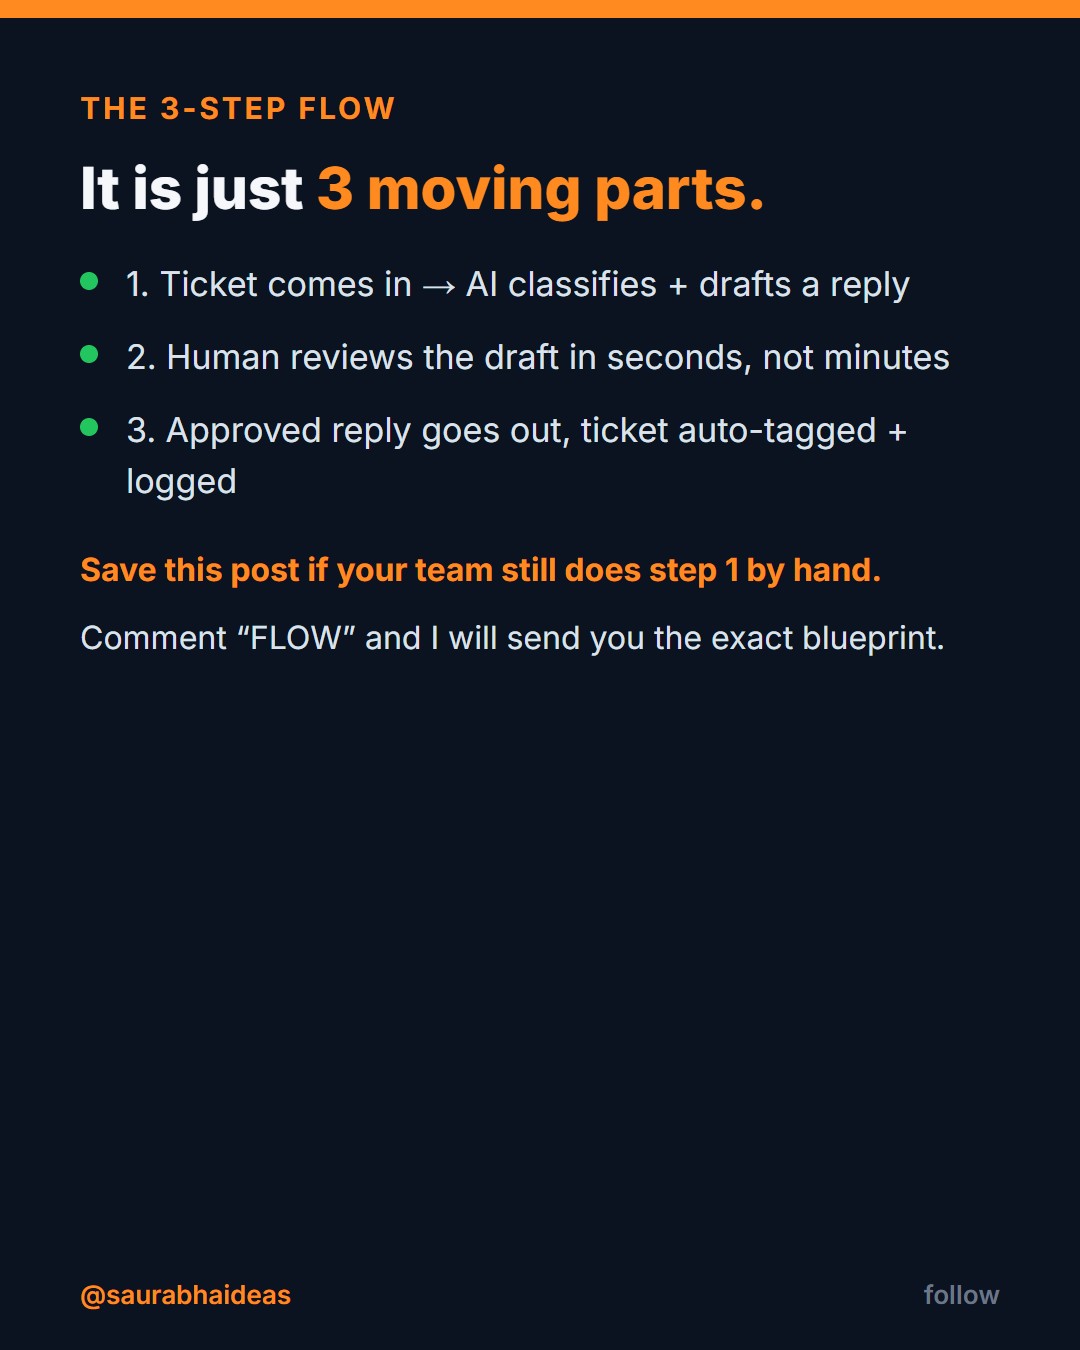 THE 3-STEP FLOW
It is just 3 moving parts.
1. Ticket comes in → AI classifies + drafts a reply
2. Human reviews the draft in seconds, not minutes
3. Approved reply goes out, ticket auto-tagged +
logged
Save this post if your team still does step 1 by hand.
Comment “FLOW” and I will send you the exact blueprint.
@saurabhaideas
follow